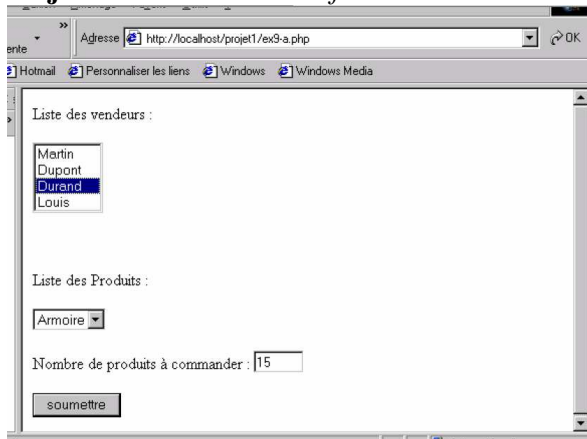 Adresse http://localhost/projet1/ex9-a.php OK
Hotmail Personnaliser les liens Windows Windows Media
Liste des vendeurs :
Martin
Dupont
Durand
Louis
Liste des Produits :
Armoire
Nombre de produits à commander : 15
soumettre